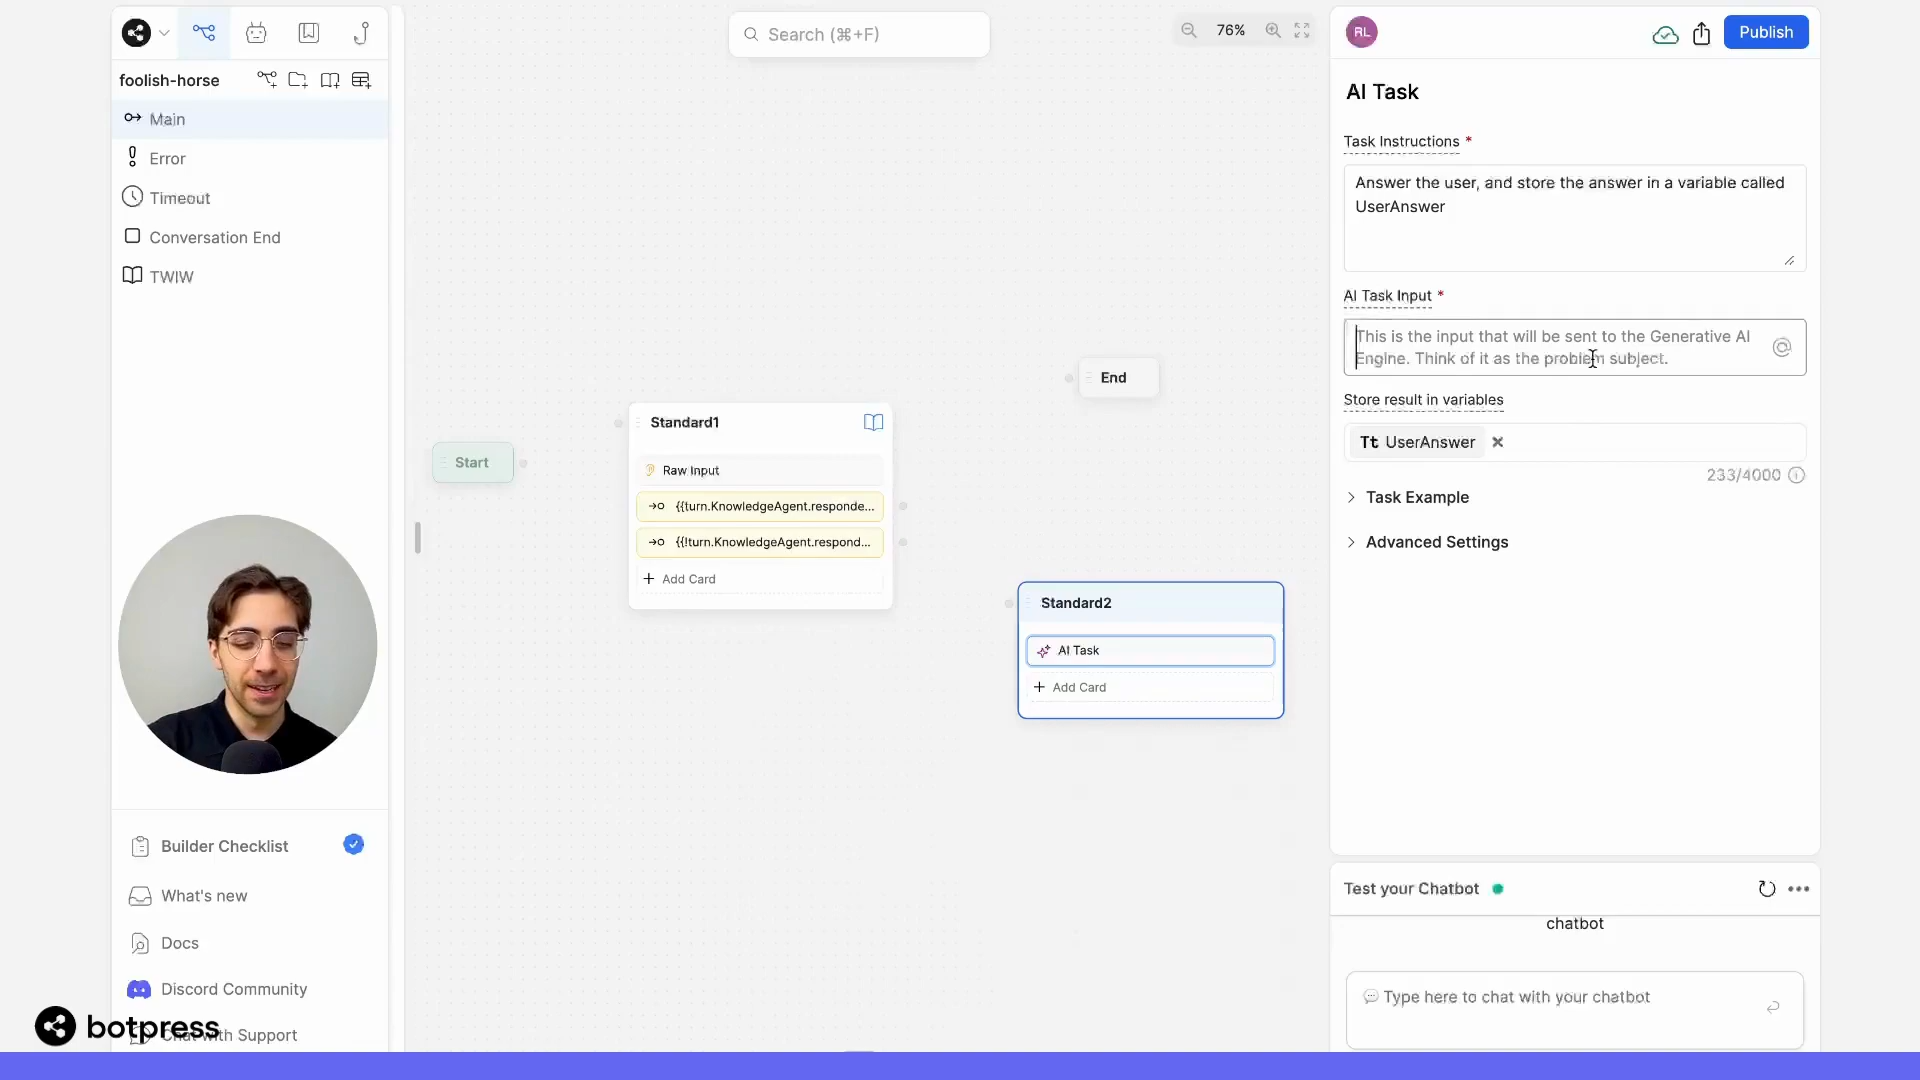 Search (⌘+F)
76%
RL
Publish
foolish-horse
Main
Error
Timeout
Conversation End
TWIW
Start
Standard1
Raw Input
{{turn.KnowledgeAgent.responde...
{{!turn.KnowledgeAgent.respond...
Add Card
End
Standard2
AI Task
Add Card
AI Task
Task Instructions *
Answer the user, and store the answer in a variable called
UserAnswer
AI Task Input *
This is the input that will be sent to the Generative AI
Engine. Think of it as the problem subject.
Store result in variables
Tt UserAnswer
233/4000
Task Example
Advanced Settings
Test your Chatbot
chatbot
Type here to chat with your chatbot
Builder Checklist
What's new
Docs
Discord Community
Chat with Support
botpress